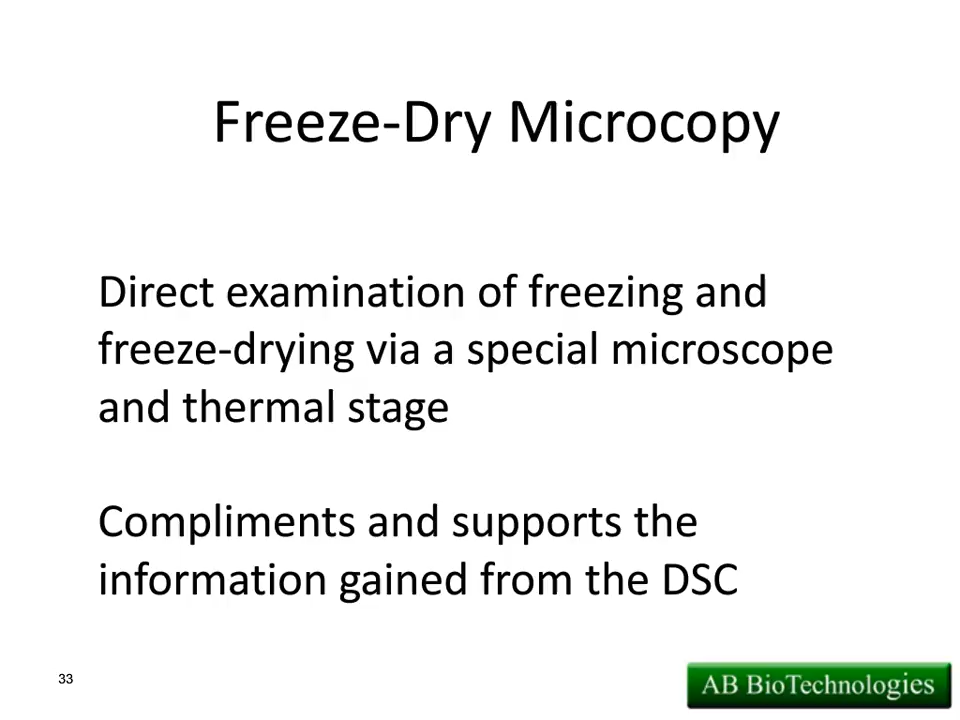 Freeze-Dry Microcopy
Direct examination of freezing and
freeze-drying via a special microscope
and thermal stage
Compliments and supports the
information gained from the DSC
33
AB BioTechnologies